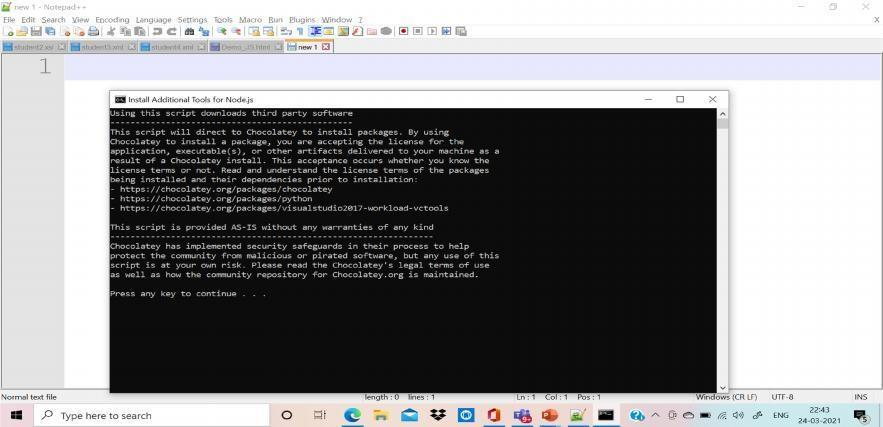 new 1 - Notepad++
File Edit Search View Encoding Language Settings Tools Macro Run Plugins Window ?
X
student2.xsl student3.xml student4.xml Demo_JS.html new 1
1
Install Additional Tools for Node.js
Using this script downloads third party software
------------------------------------------------
This script will direct to Chocolatey to install packages. By using
Chocolatey to install a package, you are accepting the license for the
application, executable(s), or other artifacts delivered to your machine as a
result of a Chocolatey install. This acceptance occurs whether you know the
license terms or not. Read and understand the license terms of the packages
being installed and their dependencies prior to installation:
- https://chocolatey.org/packages/chocolatey
- https://chocolatey.org/packages/python
- https://chocolatey.org/packages/visualstudio2017-workload-vctools
This script is provided AS-IS without any warranties of any kind
----------------------------------------------------------------
Chocolatey has implemented security safeguards in their process to help
protect the community from malicious or pirated software, but any use of this
script is at your own risk. Please read the Chocolatey's legal terms of use
as well as how the community repository for Chocolatey.org is maintained.
Press any key to continue . . .
Normal text file length : 0 lines : 1 Ln : 1 Col : 1 Pos : 1 Windows (CR LF) UTF-8 INS
Type here to search
9+
ENG
22:43
24-03-2021
5